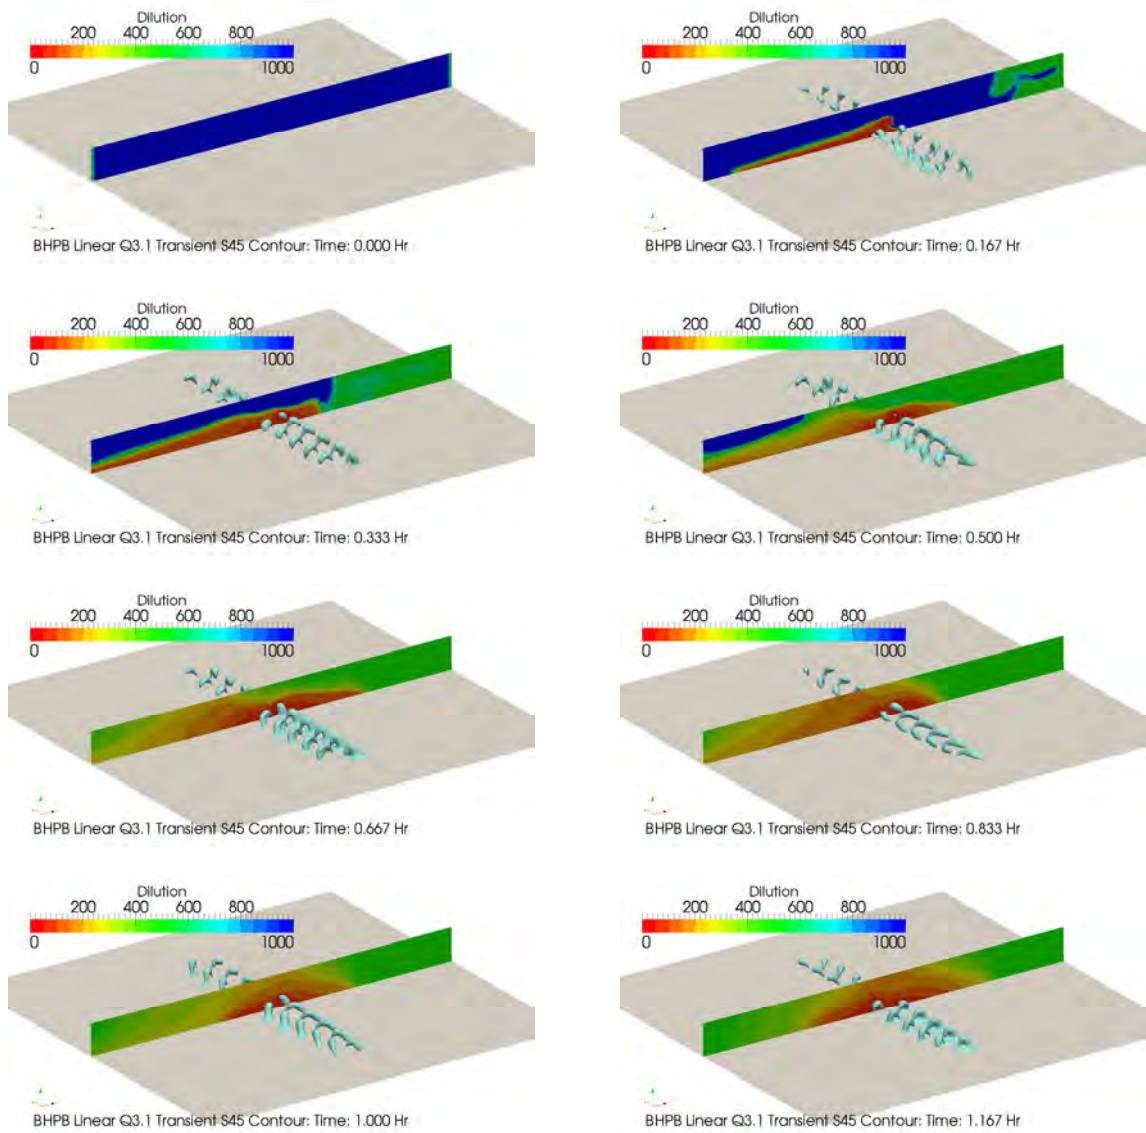 Dilution
200 400 600 800
0 1000
BHPB Linear Q3.1 Transient S45 Contour: Time: 0.000 Hr
Dilution
200 400 600 800
0 1000
BHPB Linear Q3.1 Transient S45 Contour: Time: 0.167 Hr
Dilution
200 400 600 800
0 1000
BHPB Linear Q3.1 Transient S45 Contour: Time: 0.333 Hr
Dilution
200 400 600 800
0 1000
BHPB Linear Q3.1 Transient S45 Contour: Time: 0.500 Hr
Dilution
200 400 600 800
0 1000
BHPB Linear Q3.1 Transient S45 Contour: Time: 0.667 Hr
Dilution
200 400 600 800
0 1000
BHPB Linear Q3.1 Transient S45 Contour: Time: 0.833 Hr
Dilution
200 400 600 800
0 1000
BHPB Linear Q3.1 Transient S45 Contour: Time: 1.000 Hr
Dilution
200 400 600 800
0 1000
BHPB Linear Q3.1 Transient S45 Contour: Time: 1.167 Hr